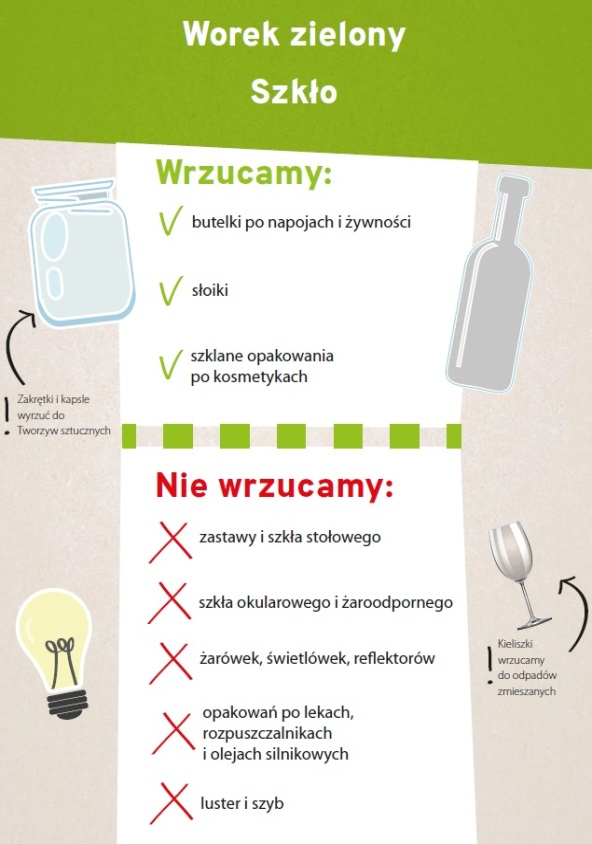 Worek zielony
Szkło
Wrzucamy:
butelki po napojach i żywności
słoiki
szklane opakowania
po kosmetykach
Zakrętki i kapsle
wyrzuć do
Tworzyw sztucznych
Nie wrzucamy:
zastawy i szkła stołowego
szkła okularowego i żaroodpornego
żarówek, świetlówek, reflektorów
opakowań po lekach,
rozpuszczalnikach
i olejach silnikowych
luster i szyb
Kieliszki
wrzucamy
do odpadów
zmieszanych